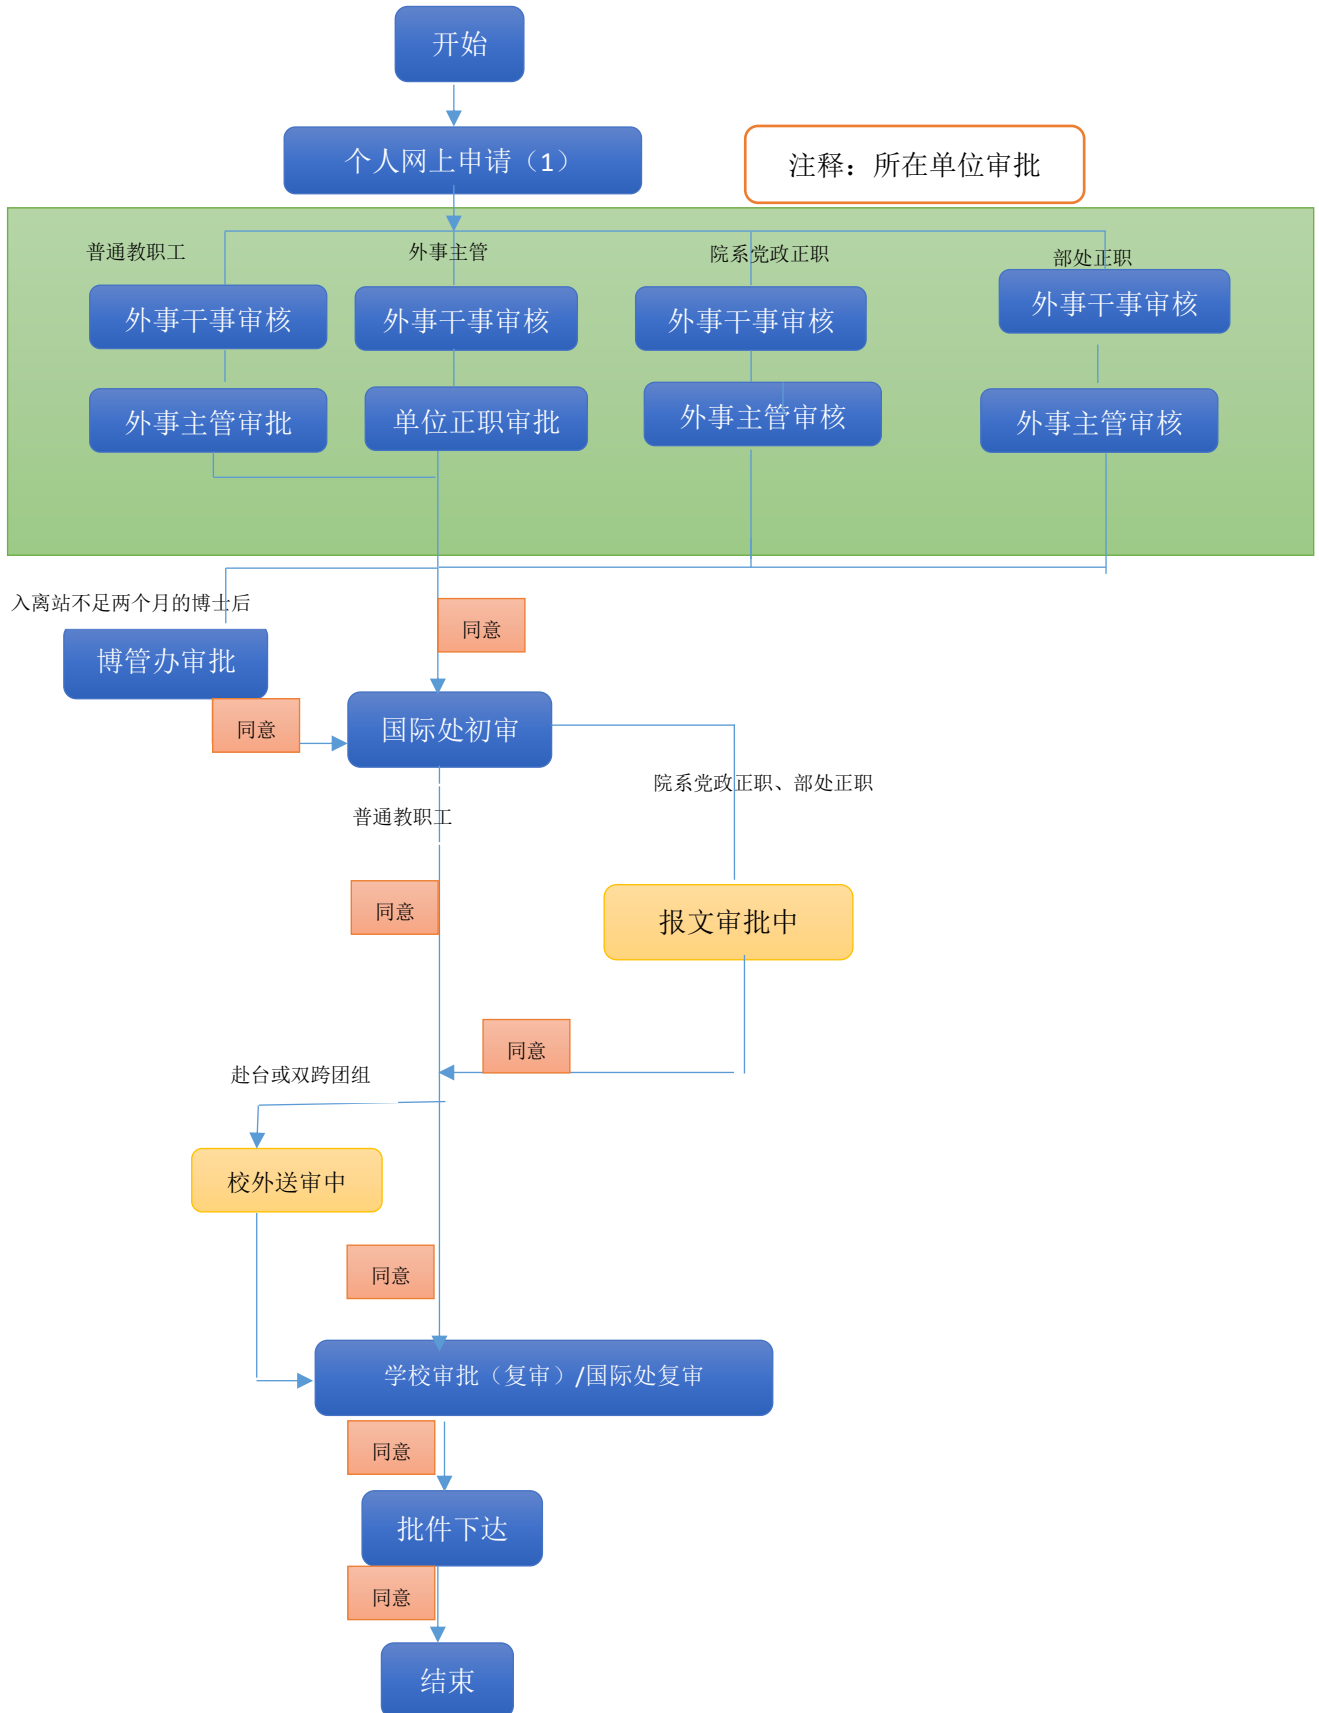 开始
个人网上申请（1）
注释：所在单位审批
普通教职工
外事主管
院系党政正职
部处正职
外事干事审核
外事干事审核
外事干事审核
外事干事审核
外事主管审批
单位正职审批
外事主管审核
外事主管审核
入离站不足两个月的博士后
同意
博管办审批
同意
国际处初审
院系党政正职、部处正职
普通教职工
同意
报文审批中
同意
赴台或双跨团组
校外送审中
同意
学校审批（复审）/国际处复审
同意
批件下达
同意
结束